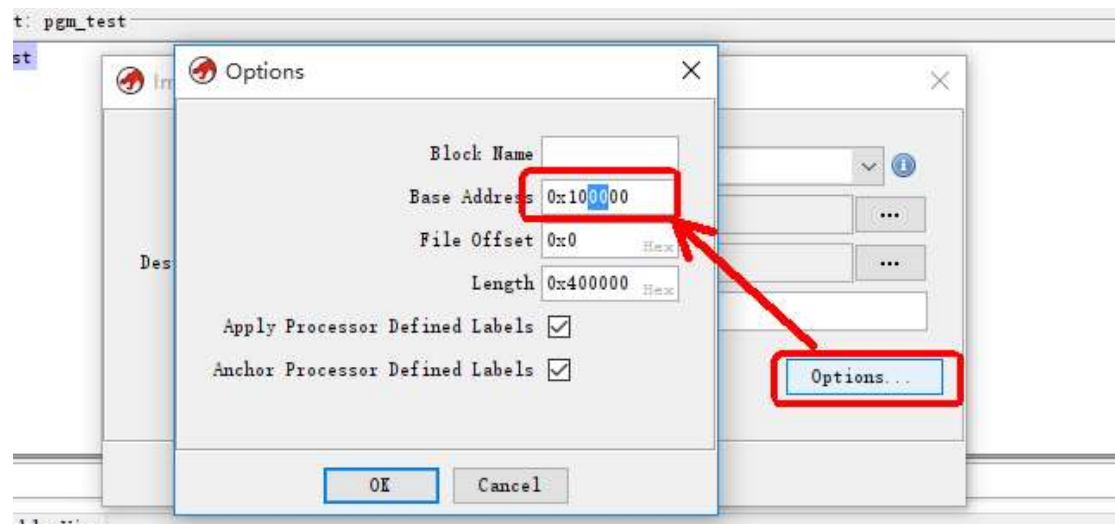 t: pgm_test
st
Im
Options
Block Name
Base Address 0x100000
File Offset 0x0 Hex
Des
Length 0x400000 Hex
Apply Processor Defined Labels
Anchor Processor Defined Labels
Options...
OK Cancel